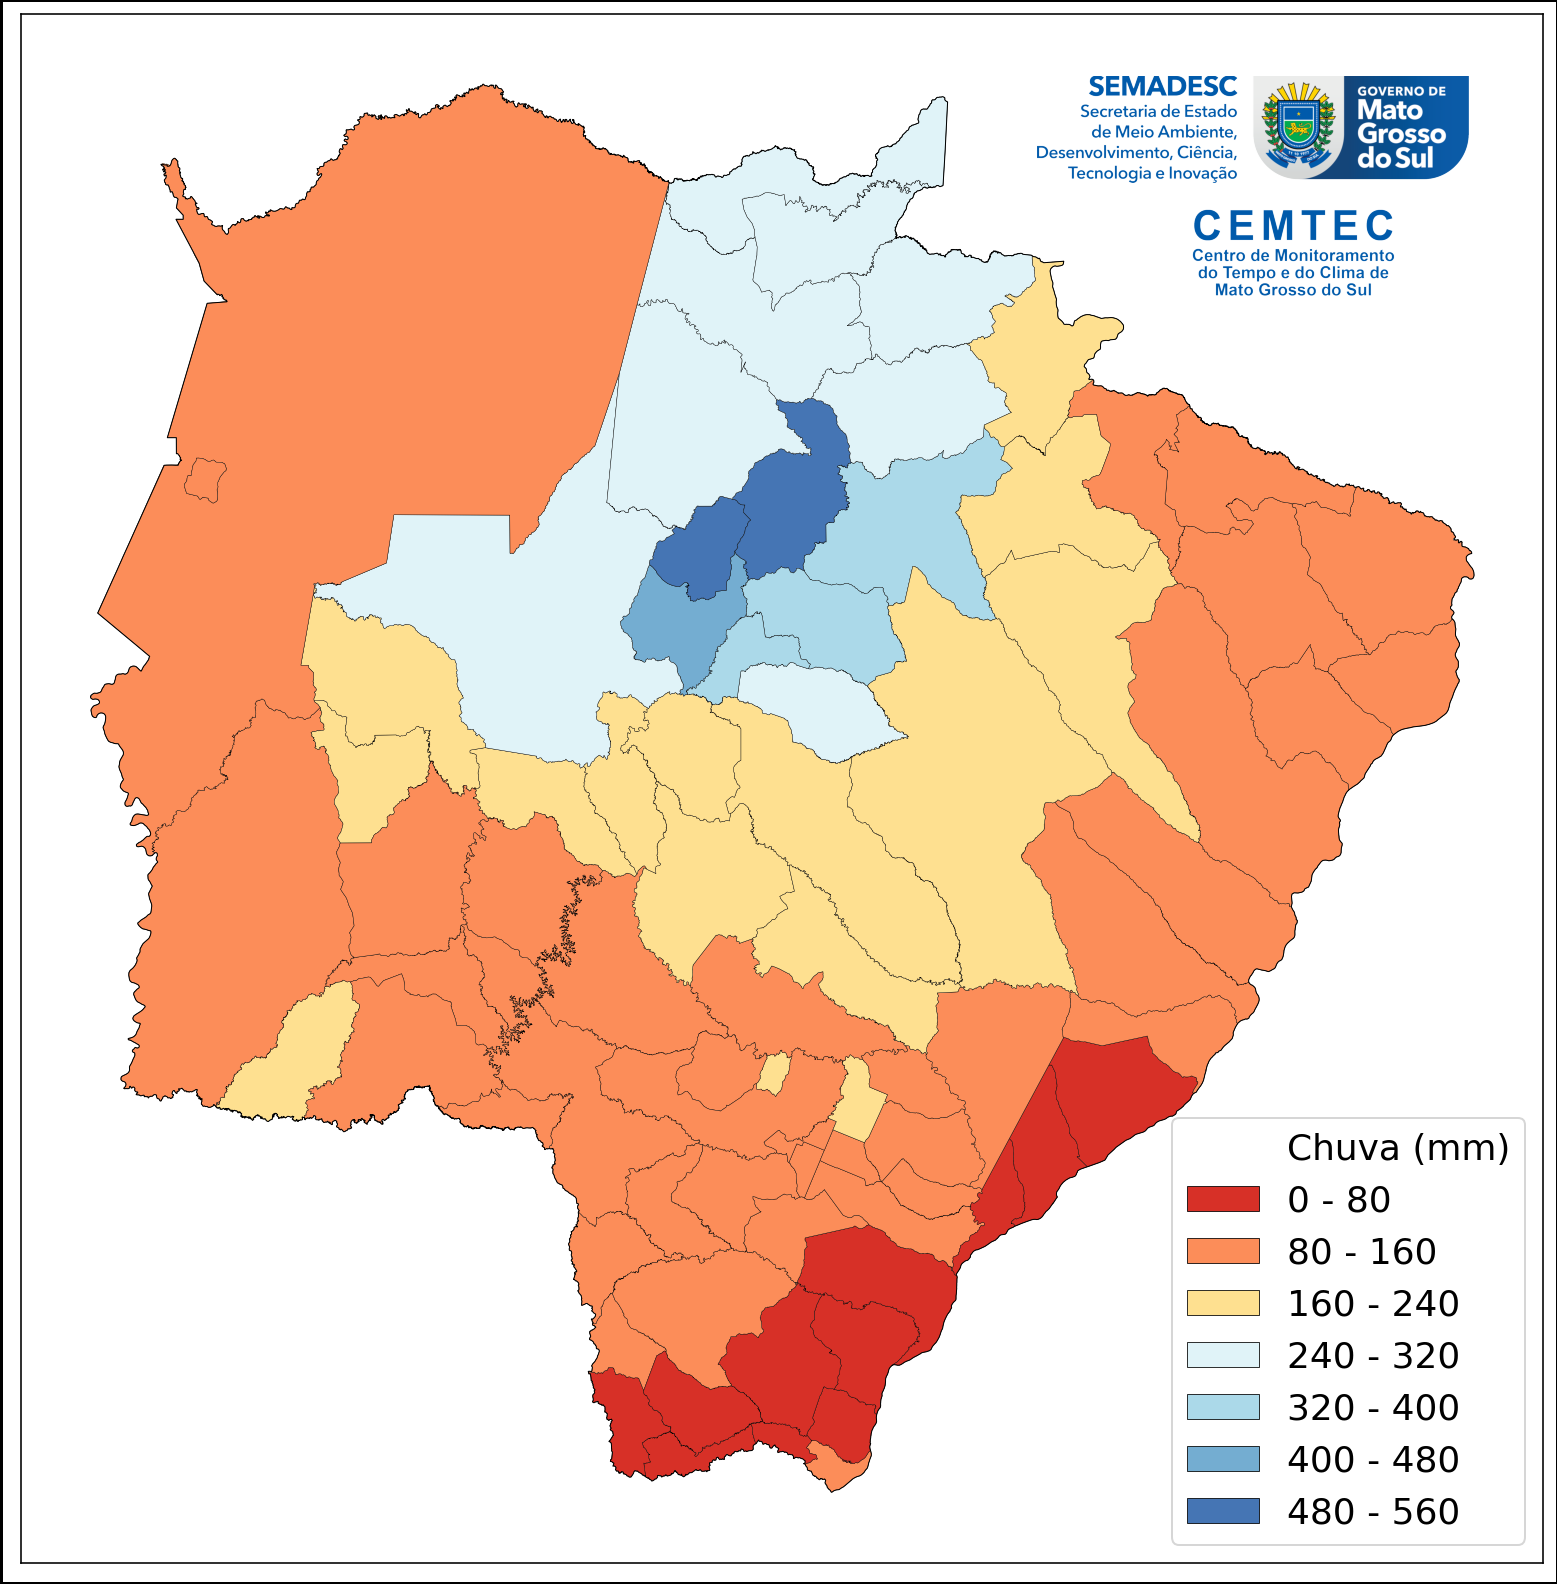 SEMADESC
Secretaria de Estado
de Meio Ambiente,
Desenvolvimento, Ciência,
Tecnologia e Inovação
GOVERNO DE
Mato
Grosso
do Sul
CEMTEC
Centro de Monitoramento
do Tempo e do Clima de
Mato Grosso do Sul
Chuva (mm)
0 - 80
80 - 160
160 - 240
240 - 320
320 - 400
400 - 480
480 - 560